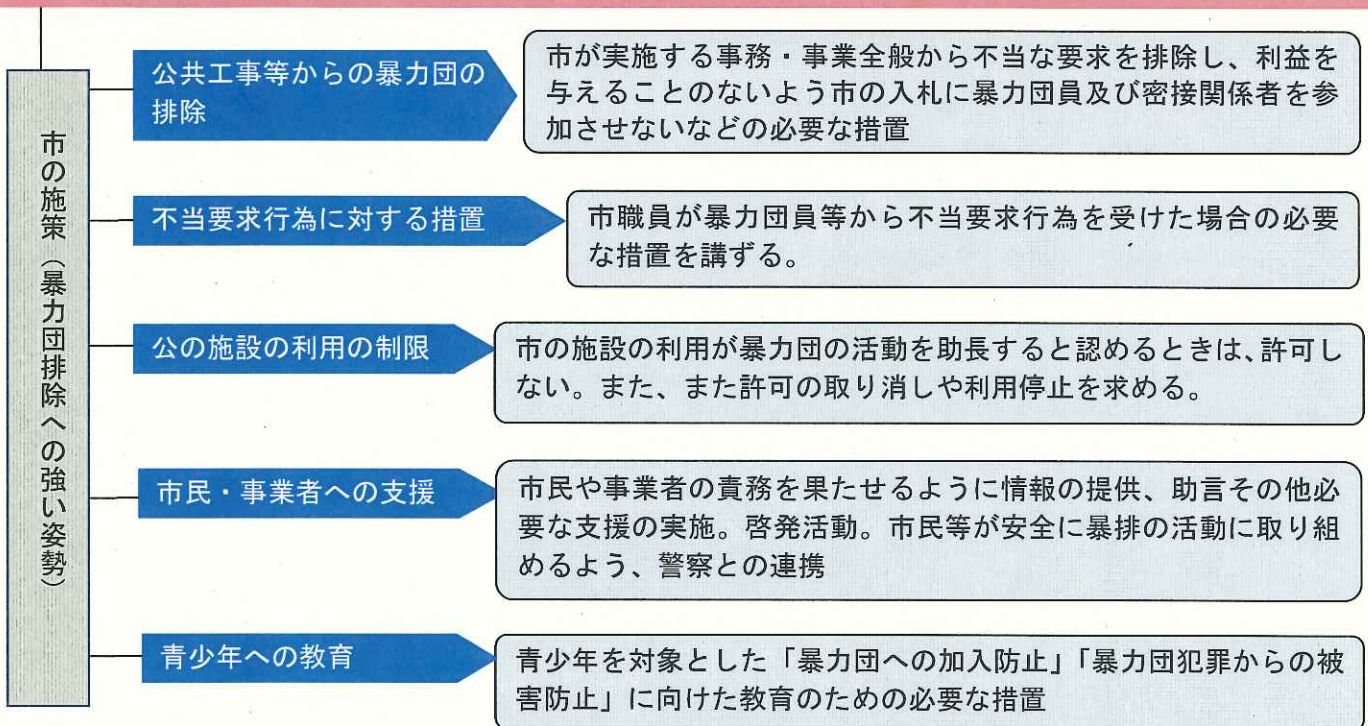 市の施策（暴力団排除への強い姿勢）
公共工事等からの暴力団の
排除
市が実施する事務・事業全般から不当な要求を排除し、利益を
与えることのないよう市の入札に暴力団員及び密接関係者を参
加させないなどの必要な措置
不当要求行為に対する措置
市職員が暴力団員等から不当要求行為を受けた場合の必要
な措置を講ずる。
公の施設の利用の制限
市の施設の利用が暴力団の活動を助長すると認めるときは、許可し
ない。また、また許可の取り消しや利用停止を求める。
市民・事業者への支援
市民や事業者の責務を果たせるように情報の提供、助言その他必
要な支援の実施。啓発活動。市民等が安全に暴排の活動に取り組
めるよう、警察との連携
青少年への教育
青少年を対象とした「暴力団への加入防止」「暴力団犯罪からの被
害防止」に向けた教育のための必要な措置